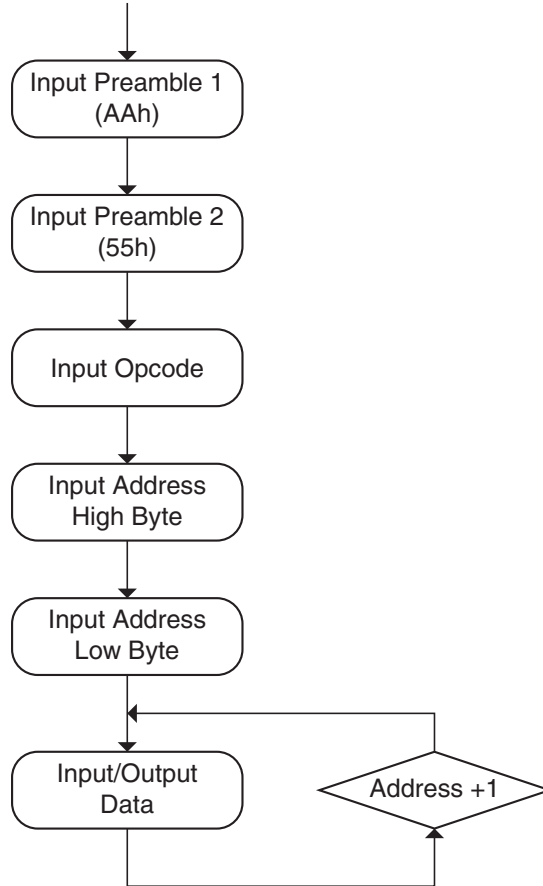 Input Preamble 1
(AAh)
Input Preamble 2
(55h)
Input Opcode
Input Address
High Byte
Input Address
Low Byte
Input/Output
Data
Address +1